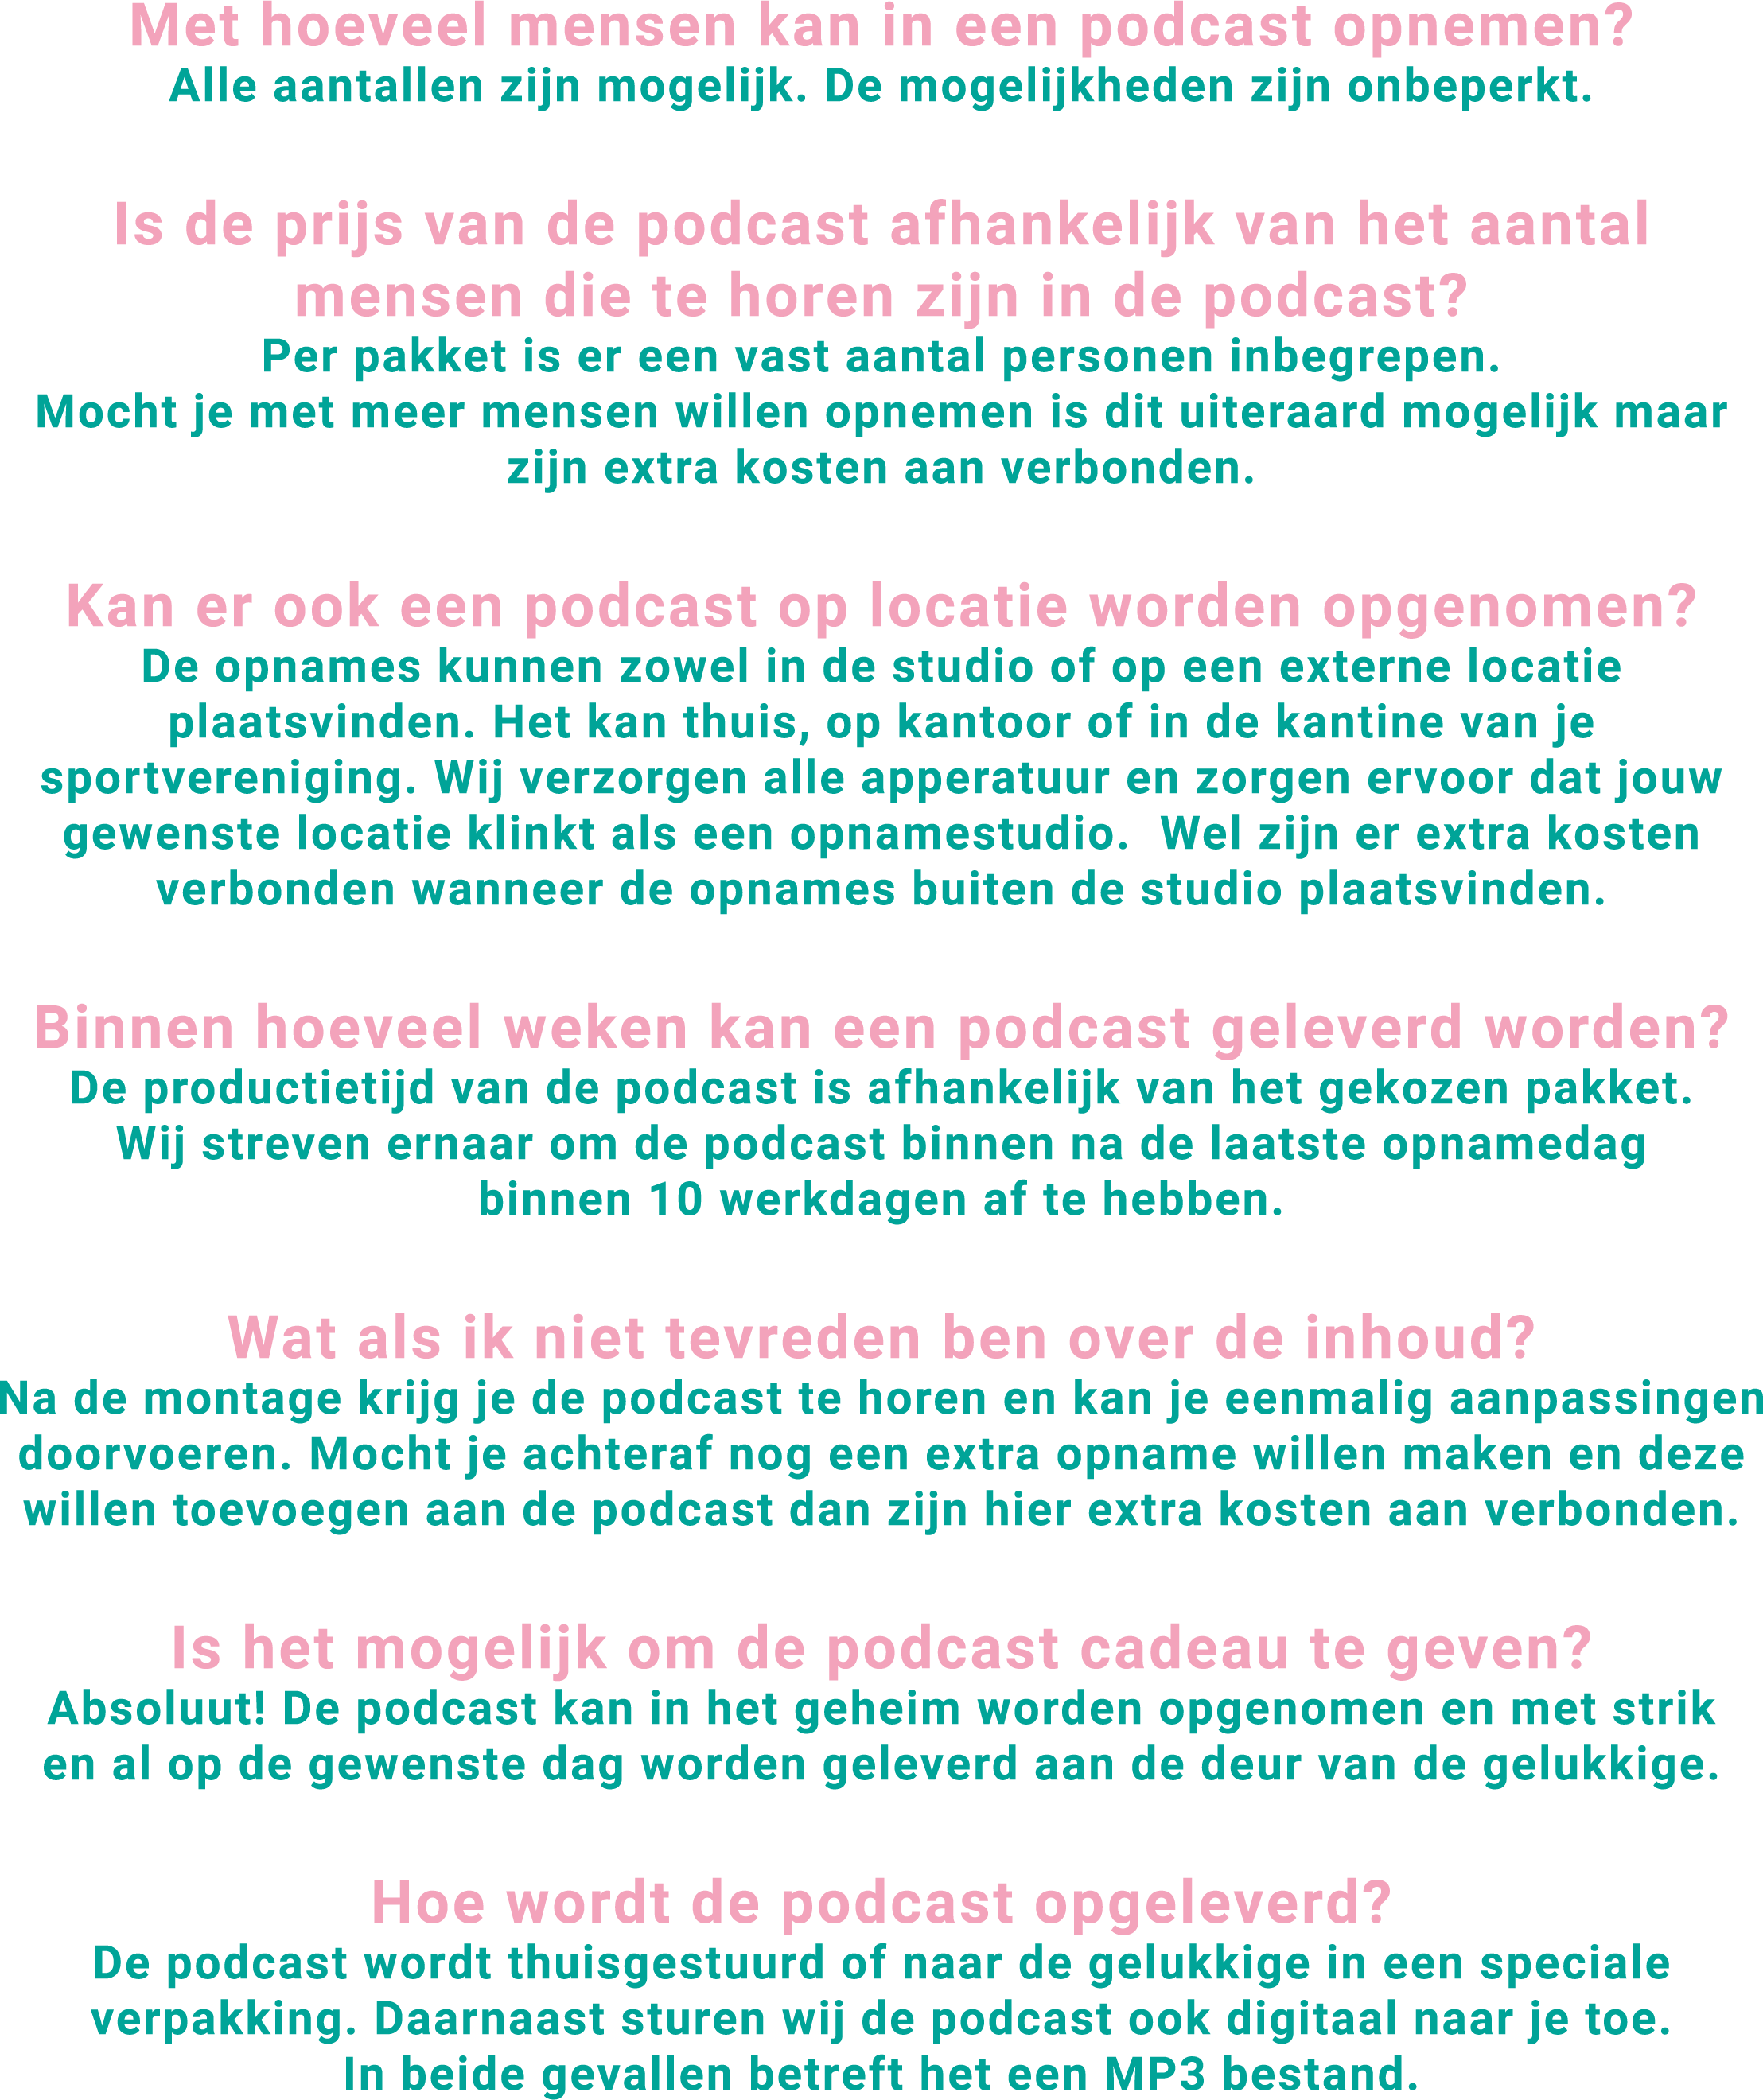 Met hoeveel mensen kan in een podcast opnemen?
Alle aantallen zijn mogelijk. De mogelijkheden zijn onbeperkt.
Is de prijs van de podcast afhankelijk van het aantal
mensen die te horen zijn in de podcast?
Per pakket is er een vast aantal personen inbegrepen.
Mocht je met meer mensen willen opnemen is dit uiteraard mogelijk maar
zijn extra kosten aan verbonden.
Kan er ook een podcast op locatie worden opgenomen?
De opnames kunnen zowel in de studio of op een externe locatie
plaatsvinden. Het kan thuis, op kantoor of in de kantine van je
sportvereniging. Wij verzorgen alle apperatuur en zorgen ervoor dat jouw
gewenste locatie klinkt als een opnamestudio.  Wel zijn er extra kosten
verbonden wanneer de opnames buiten de studio plaatsvinden.
Binnen hoeveel weken kan een podcast geleverd worden?
De productietijd van de podcast is afhankelijk van het gekozen pakket.
Wij streven ernaar om de podcast binnen na de laatste opnamedag
binnen 10 werkdagen af te hebben.
Wat als ik niet tevreden ben over de inhoud?
Na de montage krijg je de podcast te horen en kan je eenmalig aanpassingen
doorvoeren. Mocht je achteraf nog een extra opname willen maken en deze
willen toevoegen aan de podcast dan zijn hier extra kosten aan verbonden.
Is het mogelijk om de podcast cadeau te geven?
Absoluut! De podcast kan in het geheim worden opgenomen en met strik
en al op de gewenste dag worden geleverd aan de deur van de gelukkige.
Hoe wordt de podcast opgeleverd?
De podcast wordt thuisgestuurd of naar de gelukkige in een speciale
verpakking. Daarnaast sturen wij de podcast ook digitaal naar je toe.
In beide gevallen betreft het een MP3 bestand.